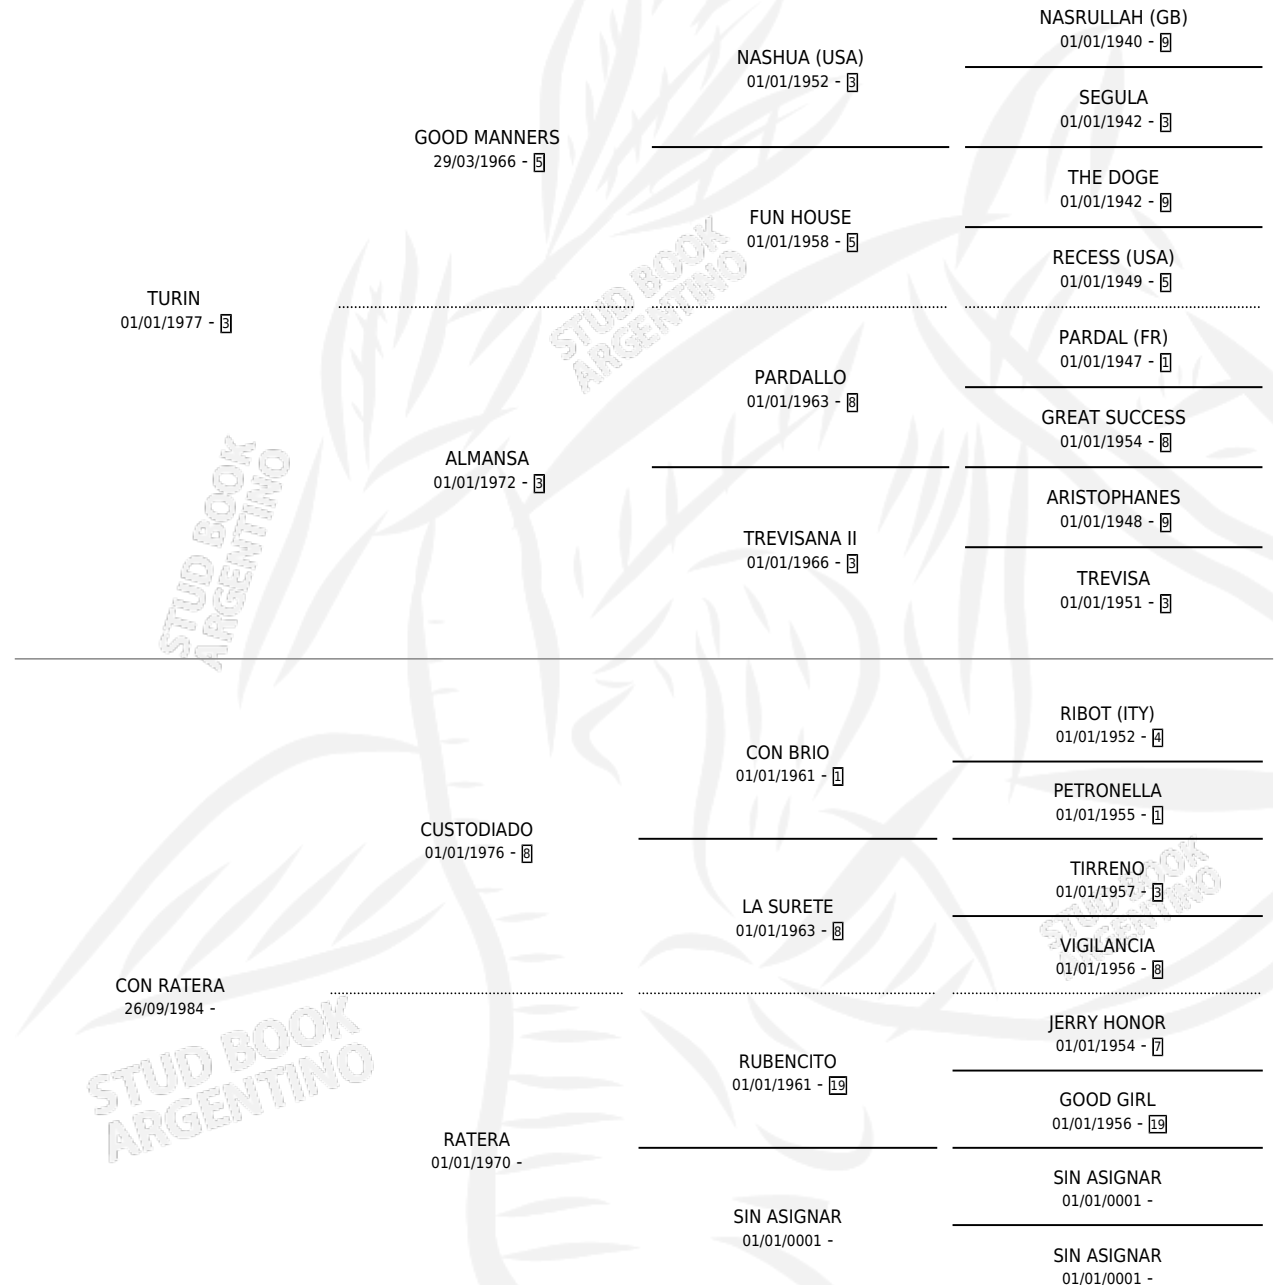 NASRULLAH (GB)
01/01/1940 - 9
NASHUA (USA)
01/01/1952 - 3
SEGULA
01/01/1942 - 3
GOOD MANNERS
29/03/1966 - 5
THE DOGE
01/01/1942 - 9
FUN HOUSE
01/01/1958 - 5
RECESS (USA)
01/01/1949 - 5
TURIN
01/01/1977 - 3
PARDAL (FR)
01/01/1947 - 1
PARDALLO
01/01/1963 - 8
GREAT SUCCESS
01/01/1954 - 8
ALMANSA
01/01/1972 - 3
ARISTOPHANES
01/01/1948 - 9
TREVISANA II
01/01/1966 - 3
TREVISA
01/01/1951 - 3
RIBOT (ITY)
01/01/1952 - 4
CON BRIO
01/01/1961 - 1
PETRONELLA
01/01/1955 - 1
CUSTODIADO
01/01/1976 - 8
TIRRENO
01/01/1957 - 3
LA SURETE
01/01/1963 - 8
VIGILANCIA
01/01/1956 - 8
CON RATERA
26/09/1984 -
JERRY HONOR
01/01/1954 - 7
RUBENCITO
01/01/1961 - 19
GOOD GIRL
01/01/1956 - 19
RATERA
01/01/1970 -
SIN ASIGNAR
01/01/0001 -
SIN ASIGNAR
01/01/0001 -
SIN ASIGNAR
01/01/0001 -
STUD BOOK
ARGENTINO
STUD BOOK
ARGENTINO
STUD BOOK
ARGENTINO
STUD BOOK
ARGENTINO